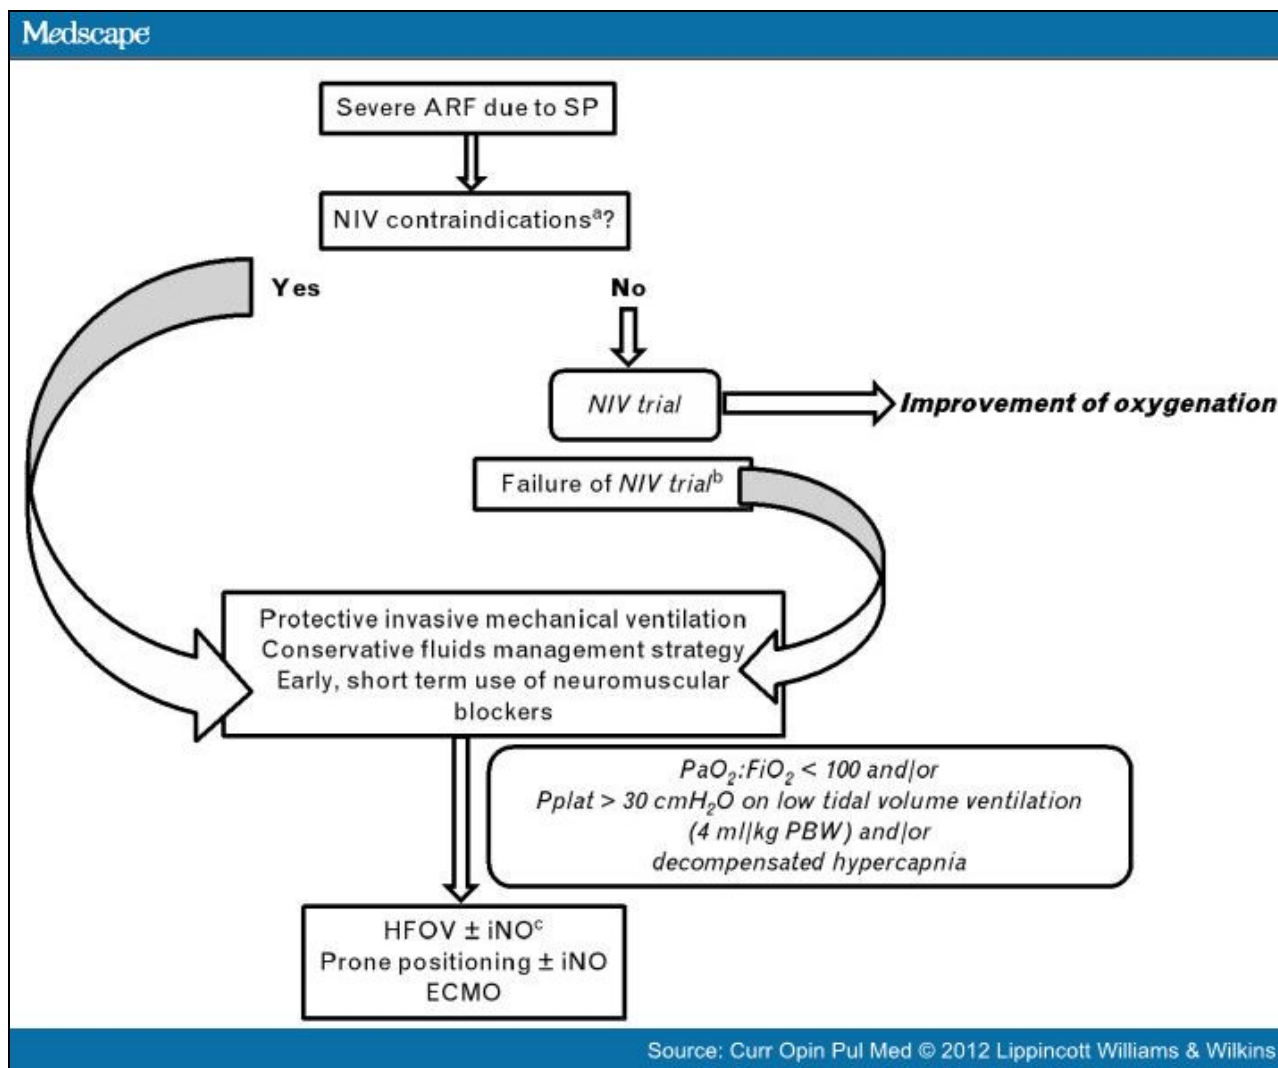 Medscape
Severe ARF due to SP
NIV contraindicationsᵃ?
Yes
No
NIV trial
Improvement of oxygenation
Failure of NIV trialᵇ
Protective invasive mechanical ventilation
Conservative fluids management strategy
Early, short term use of neuromuscular
blockers
PaO₂:FiO₂ < 100 and/or
Pplat > 30 cmH₂O on low tidal volume ventilation
(4 ml/kg PBW) and/or
decompensated hypercapnia
HFOV ± iNOᶜ
Prone positioning ± iNO
ECMO
Source: Curr Opin Pul Med © 2012 Lippincott Williams & Wilkins